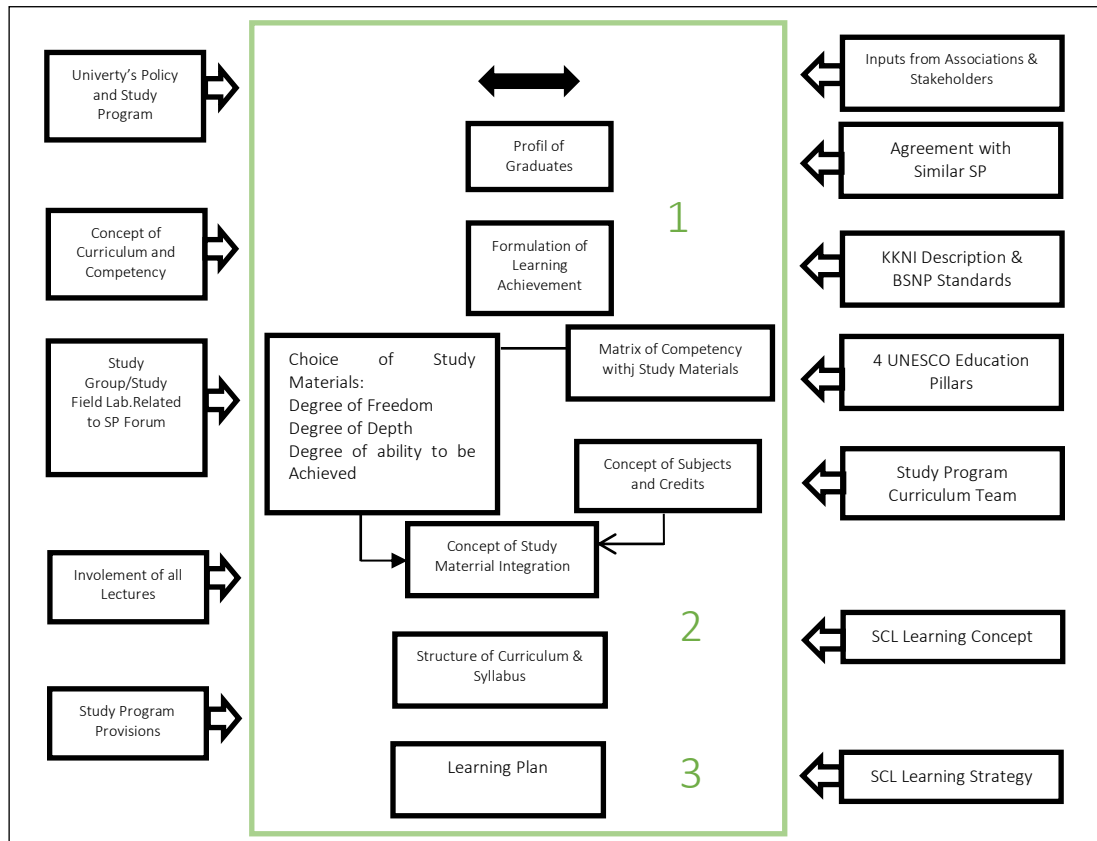 Univerty's Policy
and Study
Program
Concept of
Curriculum and
Competency
Study
Group/Study
Field Lab.Related
to SP Forum
Involement of all
Lectures
Study Program
Provisions
Profil of
Graduates
1
Formulation of
Learning
Achievement
Choice of Study
Materials:
Degree of Freedom
Degree of Depth
Degree of ability to be
Achieved
Matrix of Competency
withj Study Materials
Concept of Subjects
and Credits
Concept of Study
Materrial Integration
2
Structure of Curriculum &
Syllabus
Learning Plan
3
Inputs from Associations &
Stakeholders
Agreement with
Similar SP
KKNI Description &
BSNP Standards
4 UNESCO Education
Pillars
Study Program
Curriculum Team
SCL Learning Concept
SCL Learning Strategy